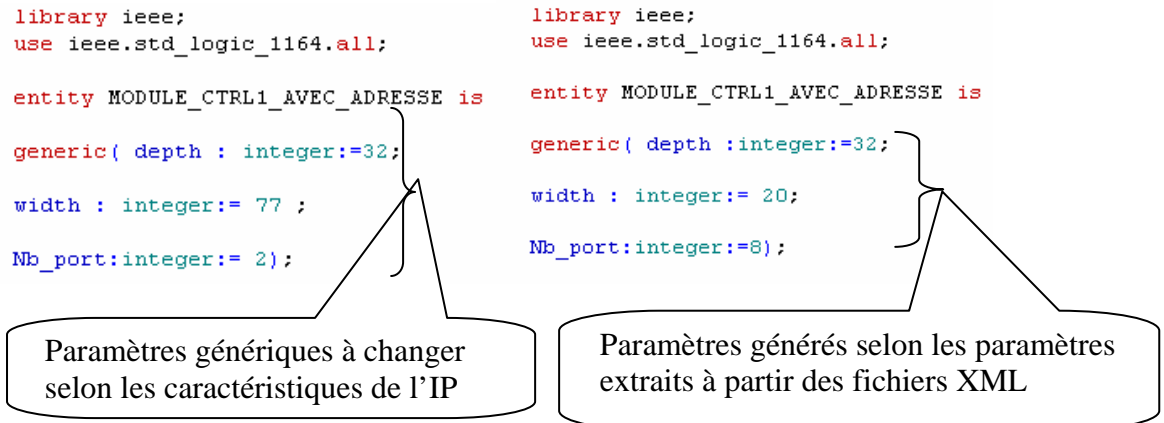 library ieee;
use ieee.std_logic_1164.all;
entity MODULE_CTRL1_AVEC_ADRESSE is
generic( depth : integer:=32;
width : integer:= 77 ;
Nb_port:integer:= 2);
Paramètres génériques à changer
selon les caractéristiques de l’IP
library ieee;
use ieee.std_logic_1164.all;
entity MODULE_CTRL1_AVEC_ADRESSE is
generic( depth :integer:=32;
width : integer:= 20;
Nb_port:integer:=8);
Paramètres générés selon les paramètres
extraits à partir des fichiers XML